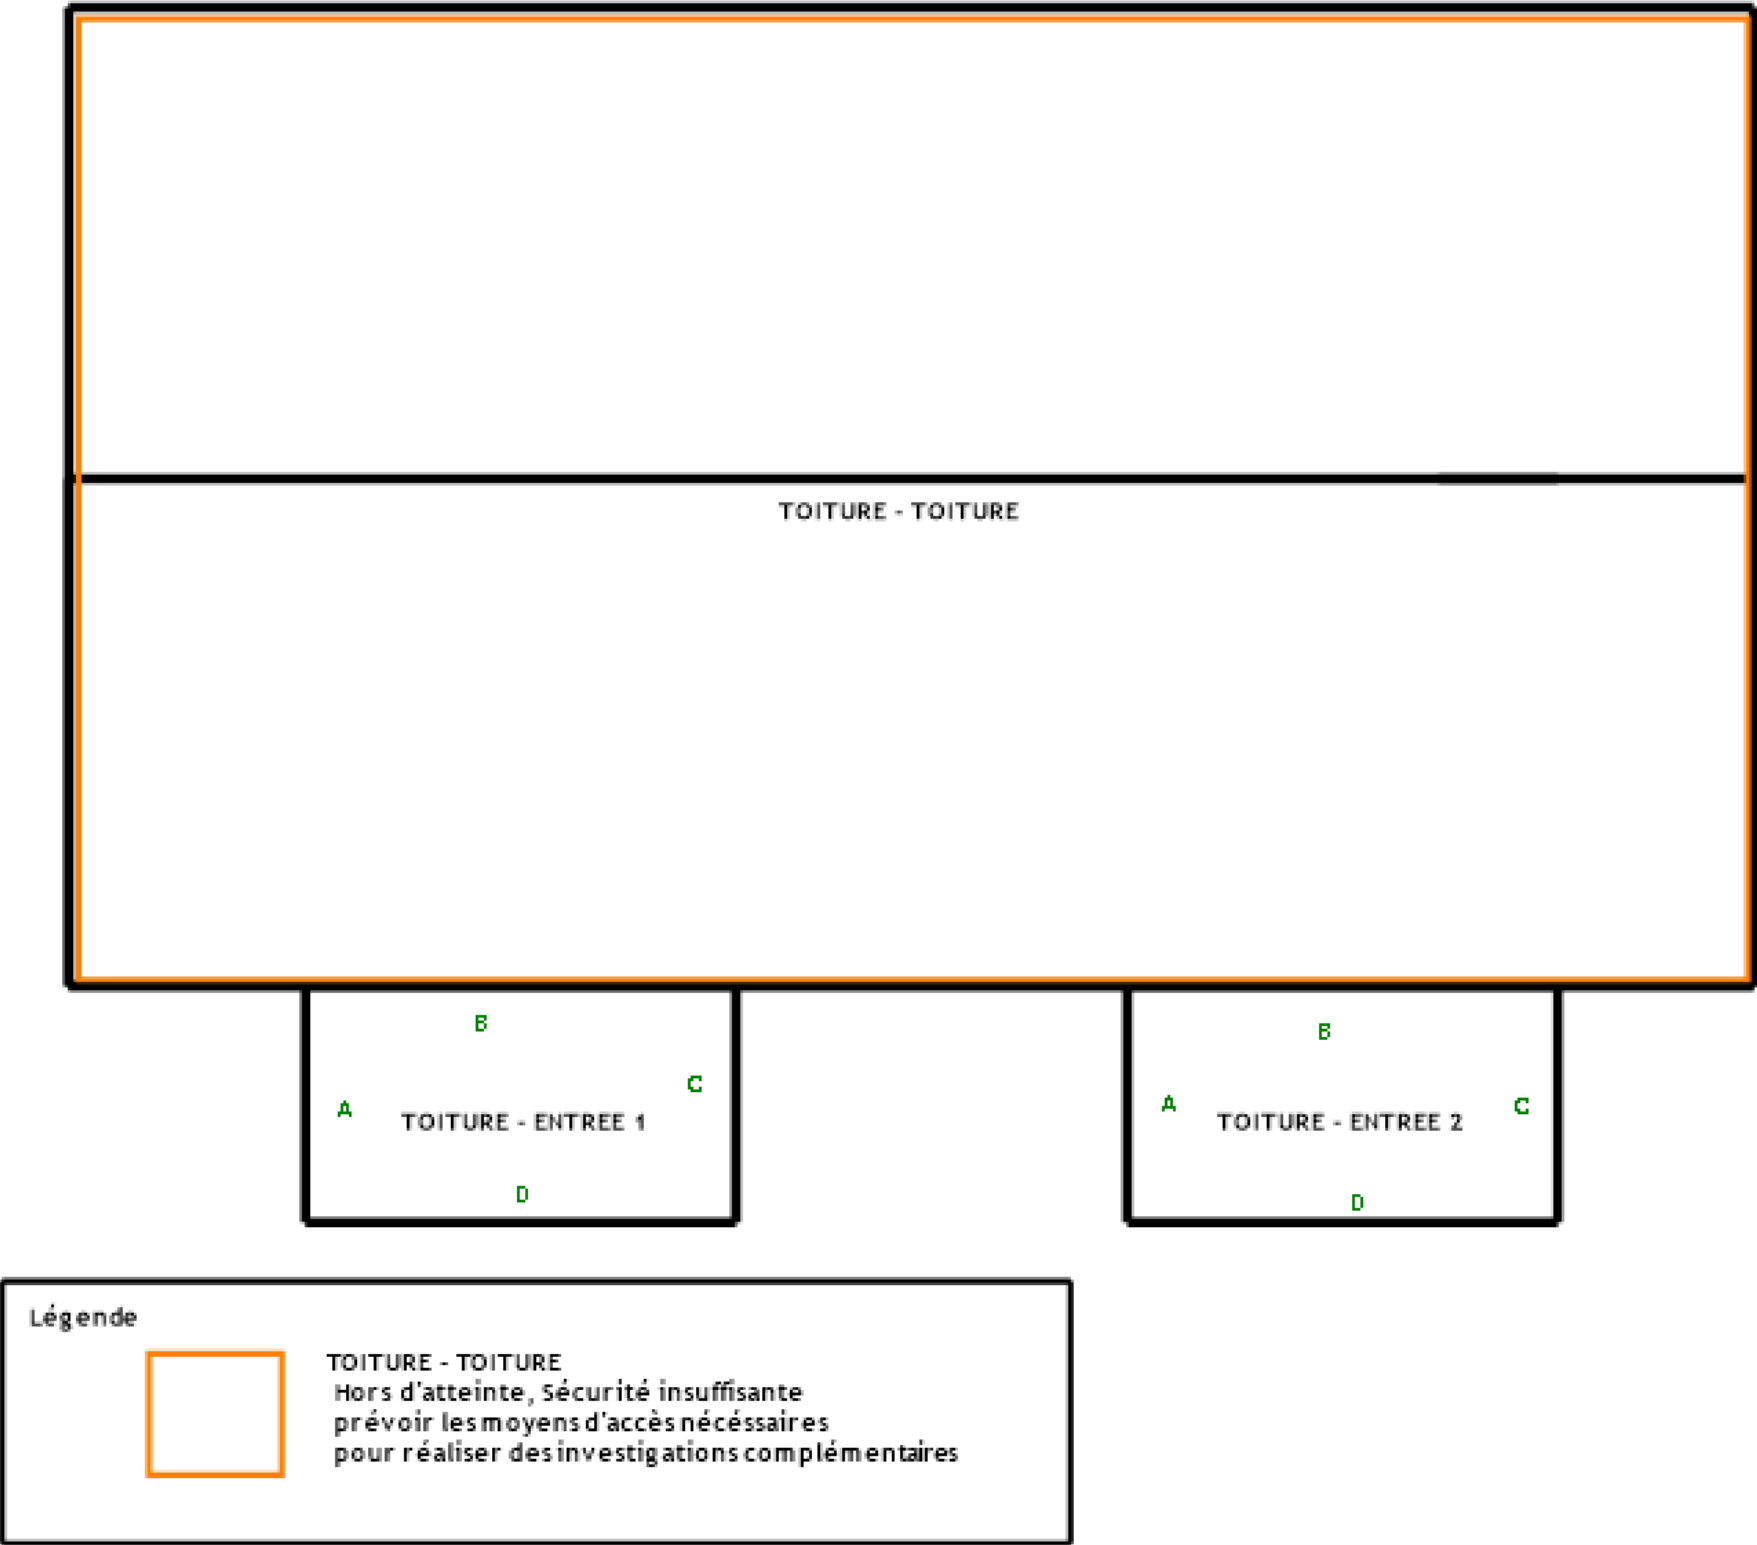 TOITURE - TOITURE
B
B
C
A
TOITURE - ENTREE 1
A
TOITURE - ENTREE 2
C
D
D
Légende
TOITURE - TOITURE
Hors d'atteinte, Sécurité insuffisante
prévoir les moyens d'accès nécéssaires
pour réaliser des investigations complémentaires